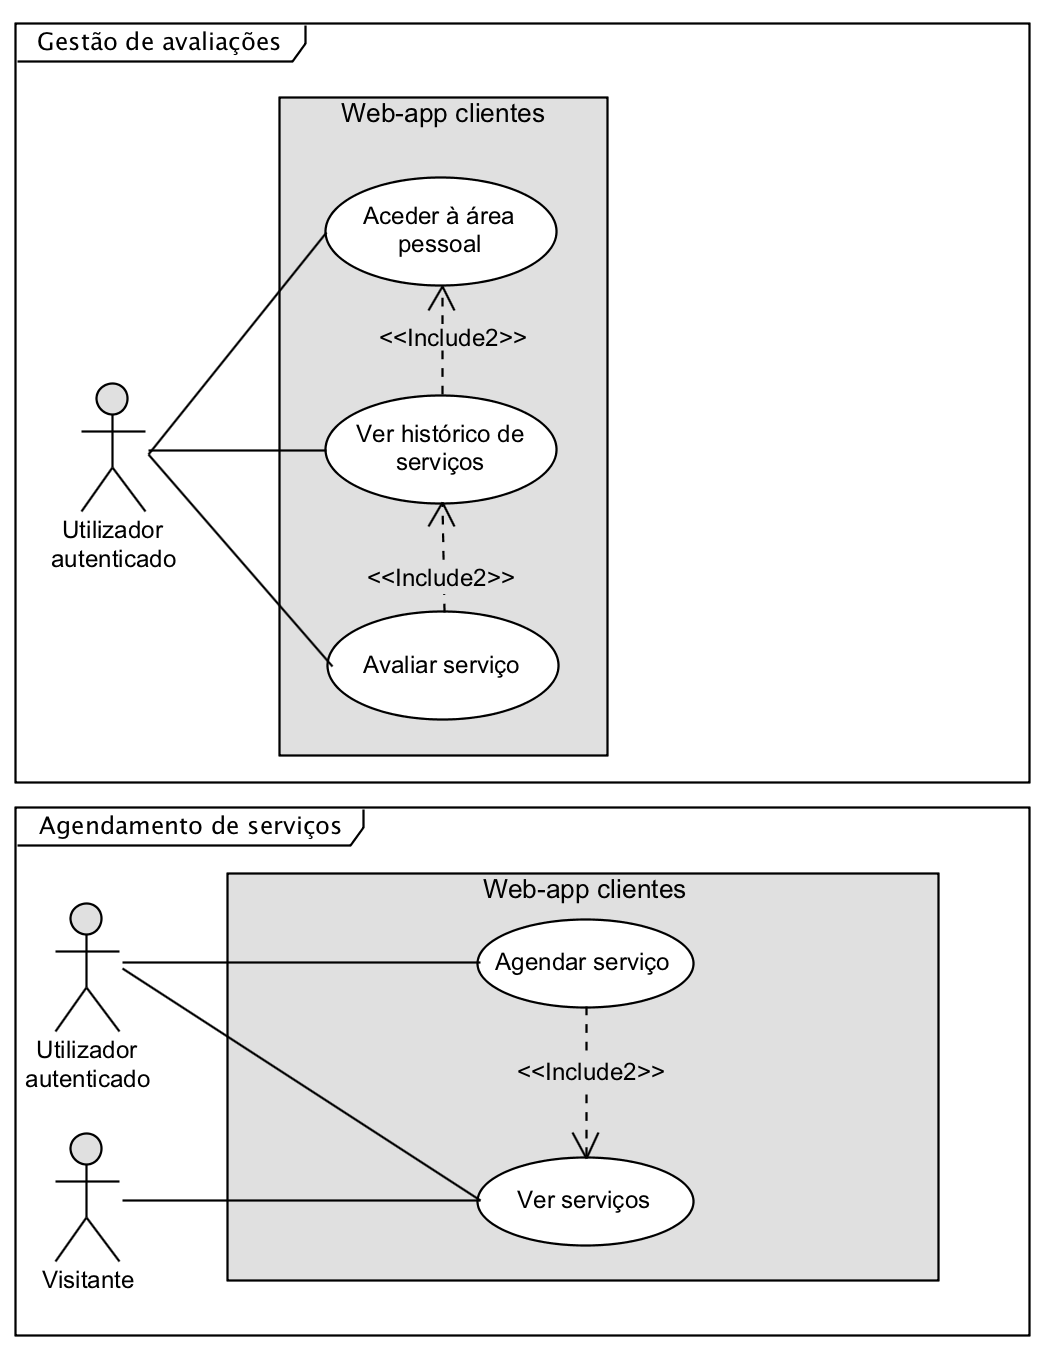 Gestão de avaliações
Web-app clientes
Aceder à área
pessoal
<<Include2>>
Ver histórico de
serviços
Utilizador
autenticado
<<Include2>>
Avaliar serviço
Agendamento de serviços
Web-app clientes
Agendar serviço
Utilizador
autenticado
<<Include2>>
Ver serviços
Visitante